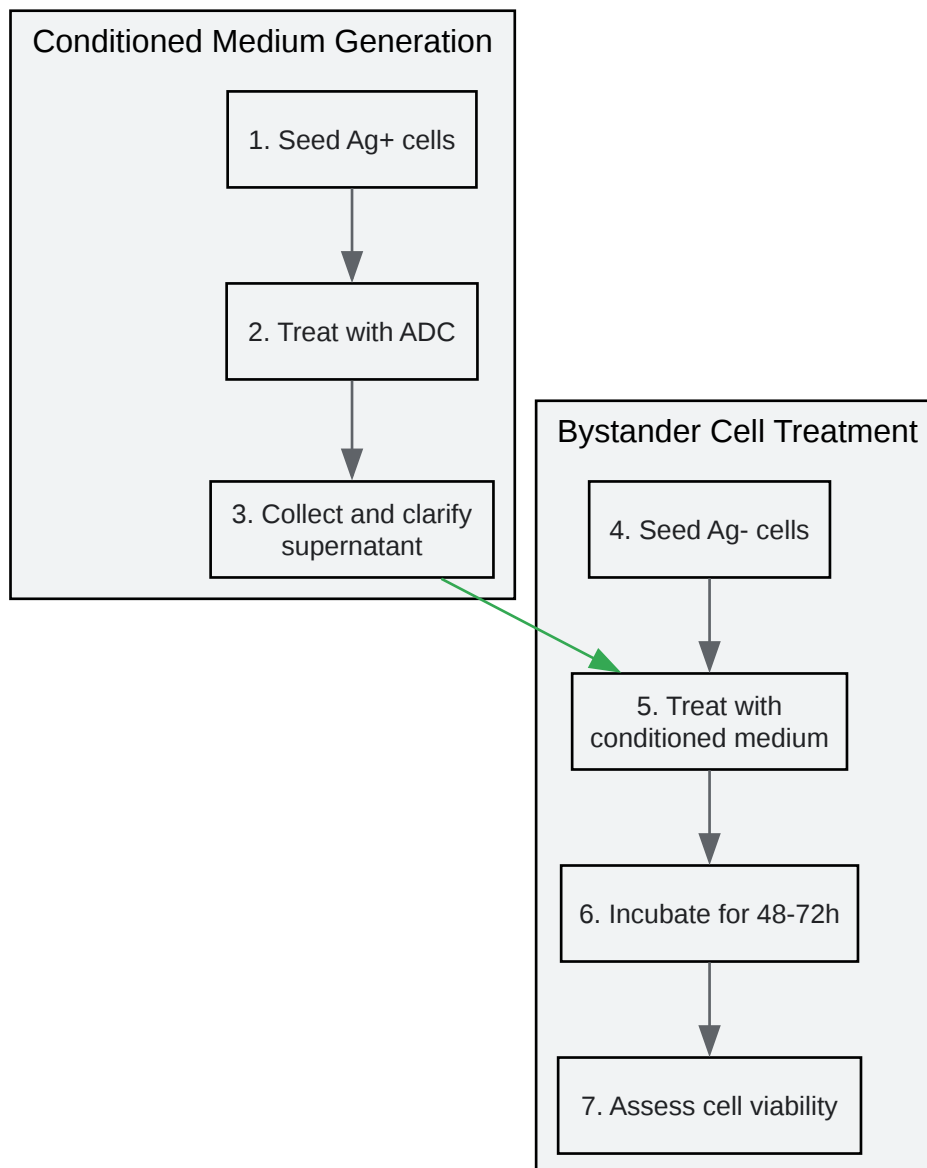 Conditioned Medium Generation
1. Seed Ag+ cells
2. Treat with ADC
3. Collect and clarify
supernatant
Bystander Cell Treatment
4. Seed Ag- cells
5. Treat with
conditioned medium
6. Incubate for 48-72h
7. Assess cell viability